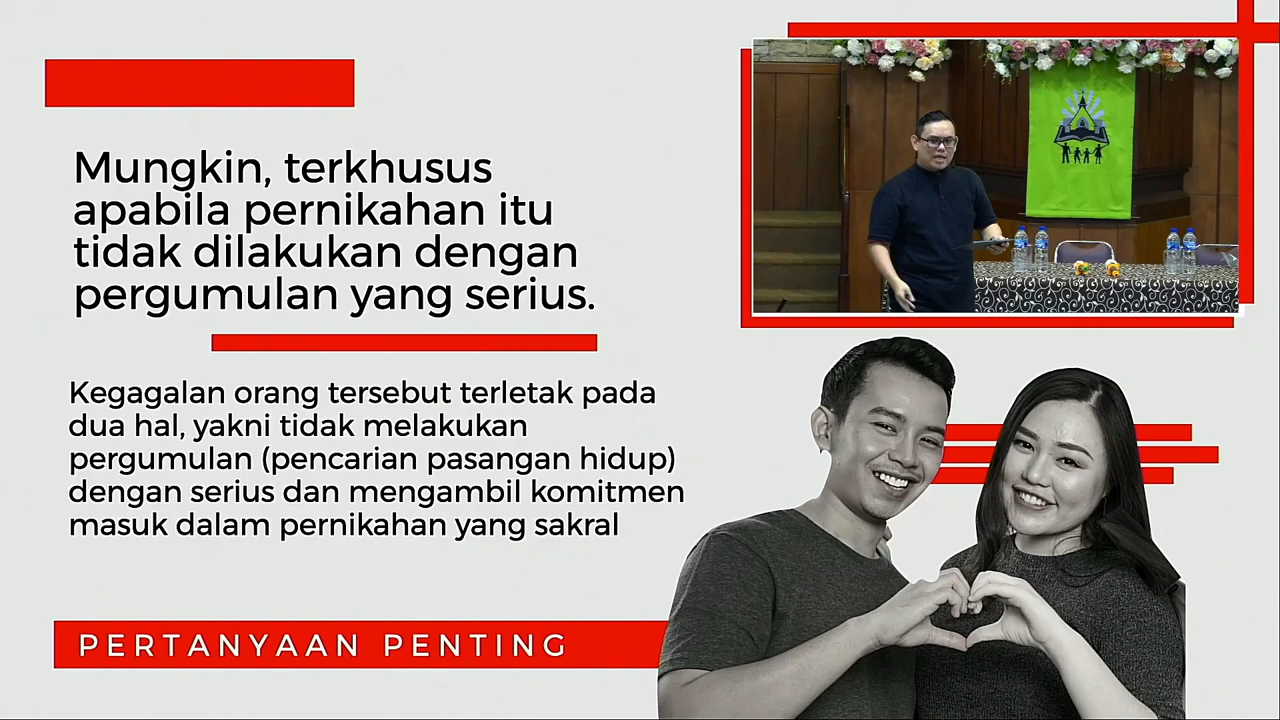 Mungkin, terkhusus
apabila pernikahan itu
tidak dilakukan dengan
pergumulan yang serius.
Kegagalan orang tersebut terletak pada
dua hal, yakni tidak melakukan
pergumulan (pencarian pasangan hidup)
dengan serius dan mengambil komitmen
masuk dalam pernikahan yang sakral
PERTANYAAN PENTING